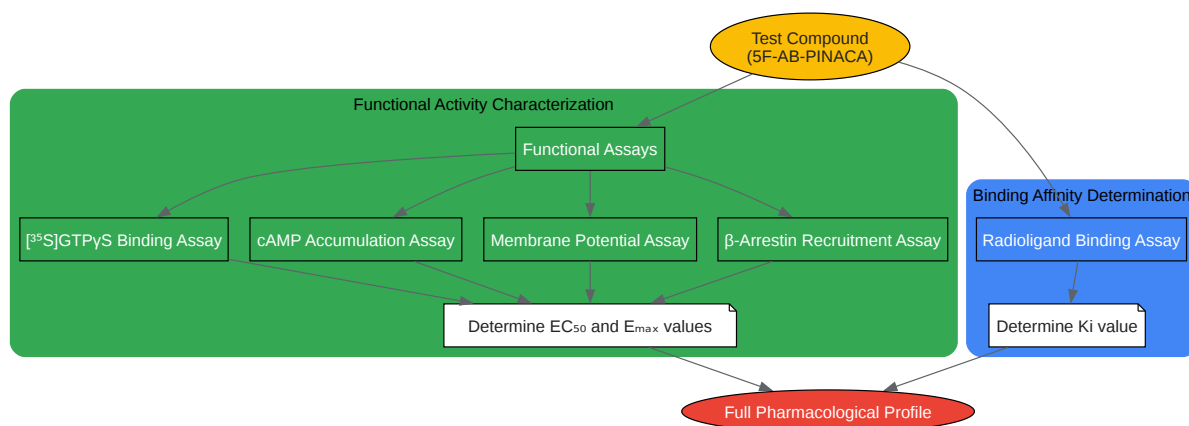 Test Compound
(5F-AB-PINACA)
Functional Activity Characterization
Functional Assays
Binding Affinity Determination
[³⁵S]GTPγS Binding Assay
cAMP Accumulation Assay
Membrane Potential Assay
β-Arrestin Recruitment Assay
Radioligand Binding Assay
Determine EC₅₀ and Eₘₐₓ values
Determine Ki value
Full Pharmacological Profile